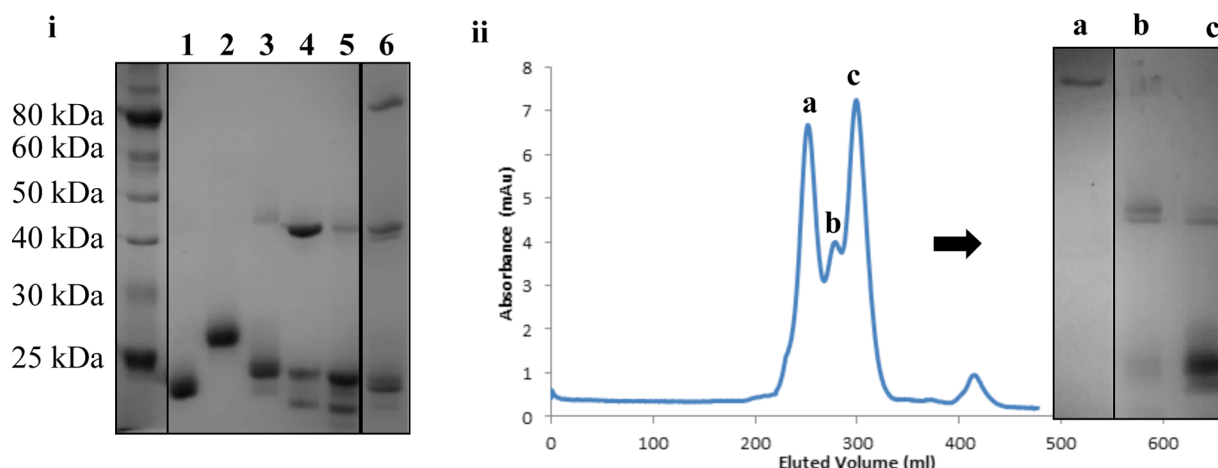 i
1 2 3 4 5 6
80 kDa
60 kDa
50 kDa
40 kDa
30 kDa
25 kDa
ii
a b c
8
7
6
5
4
3
2
1
0
Absorbance (mAu)
a
b
c
0 100 200 300 400 500 600
Eluted Volume (ml)